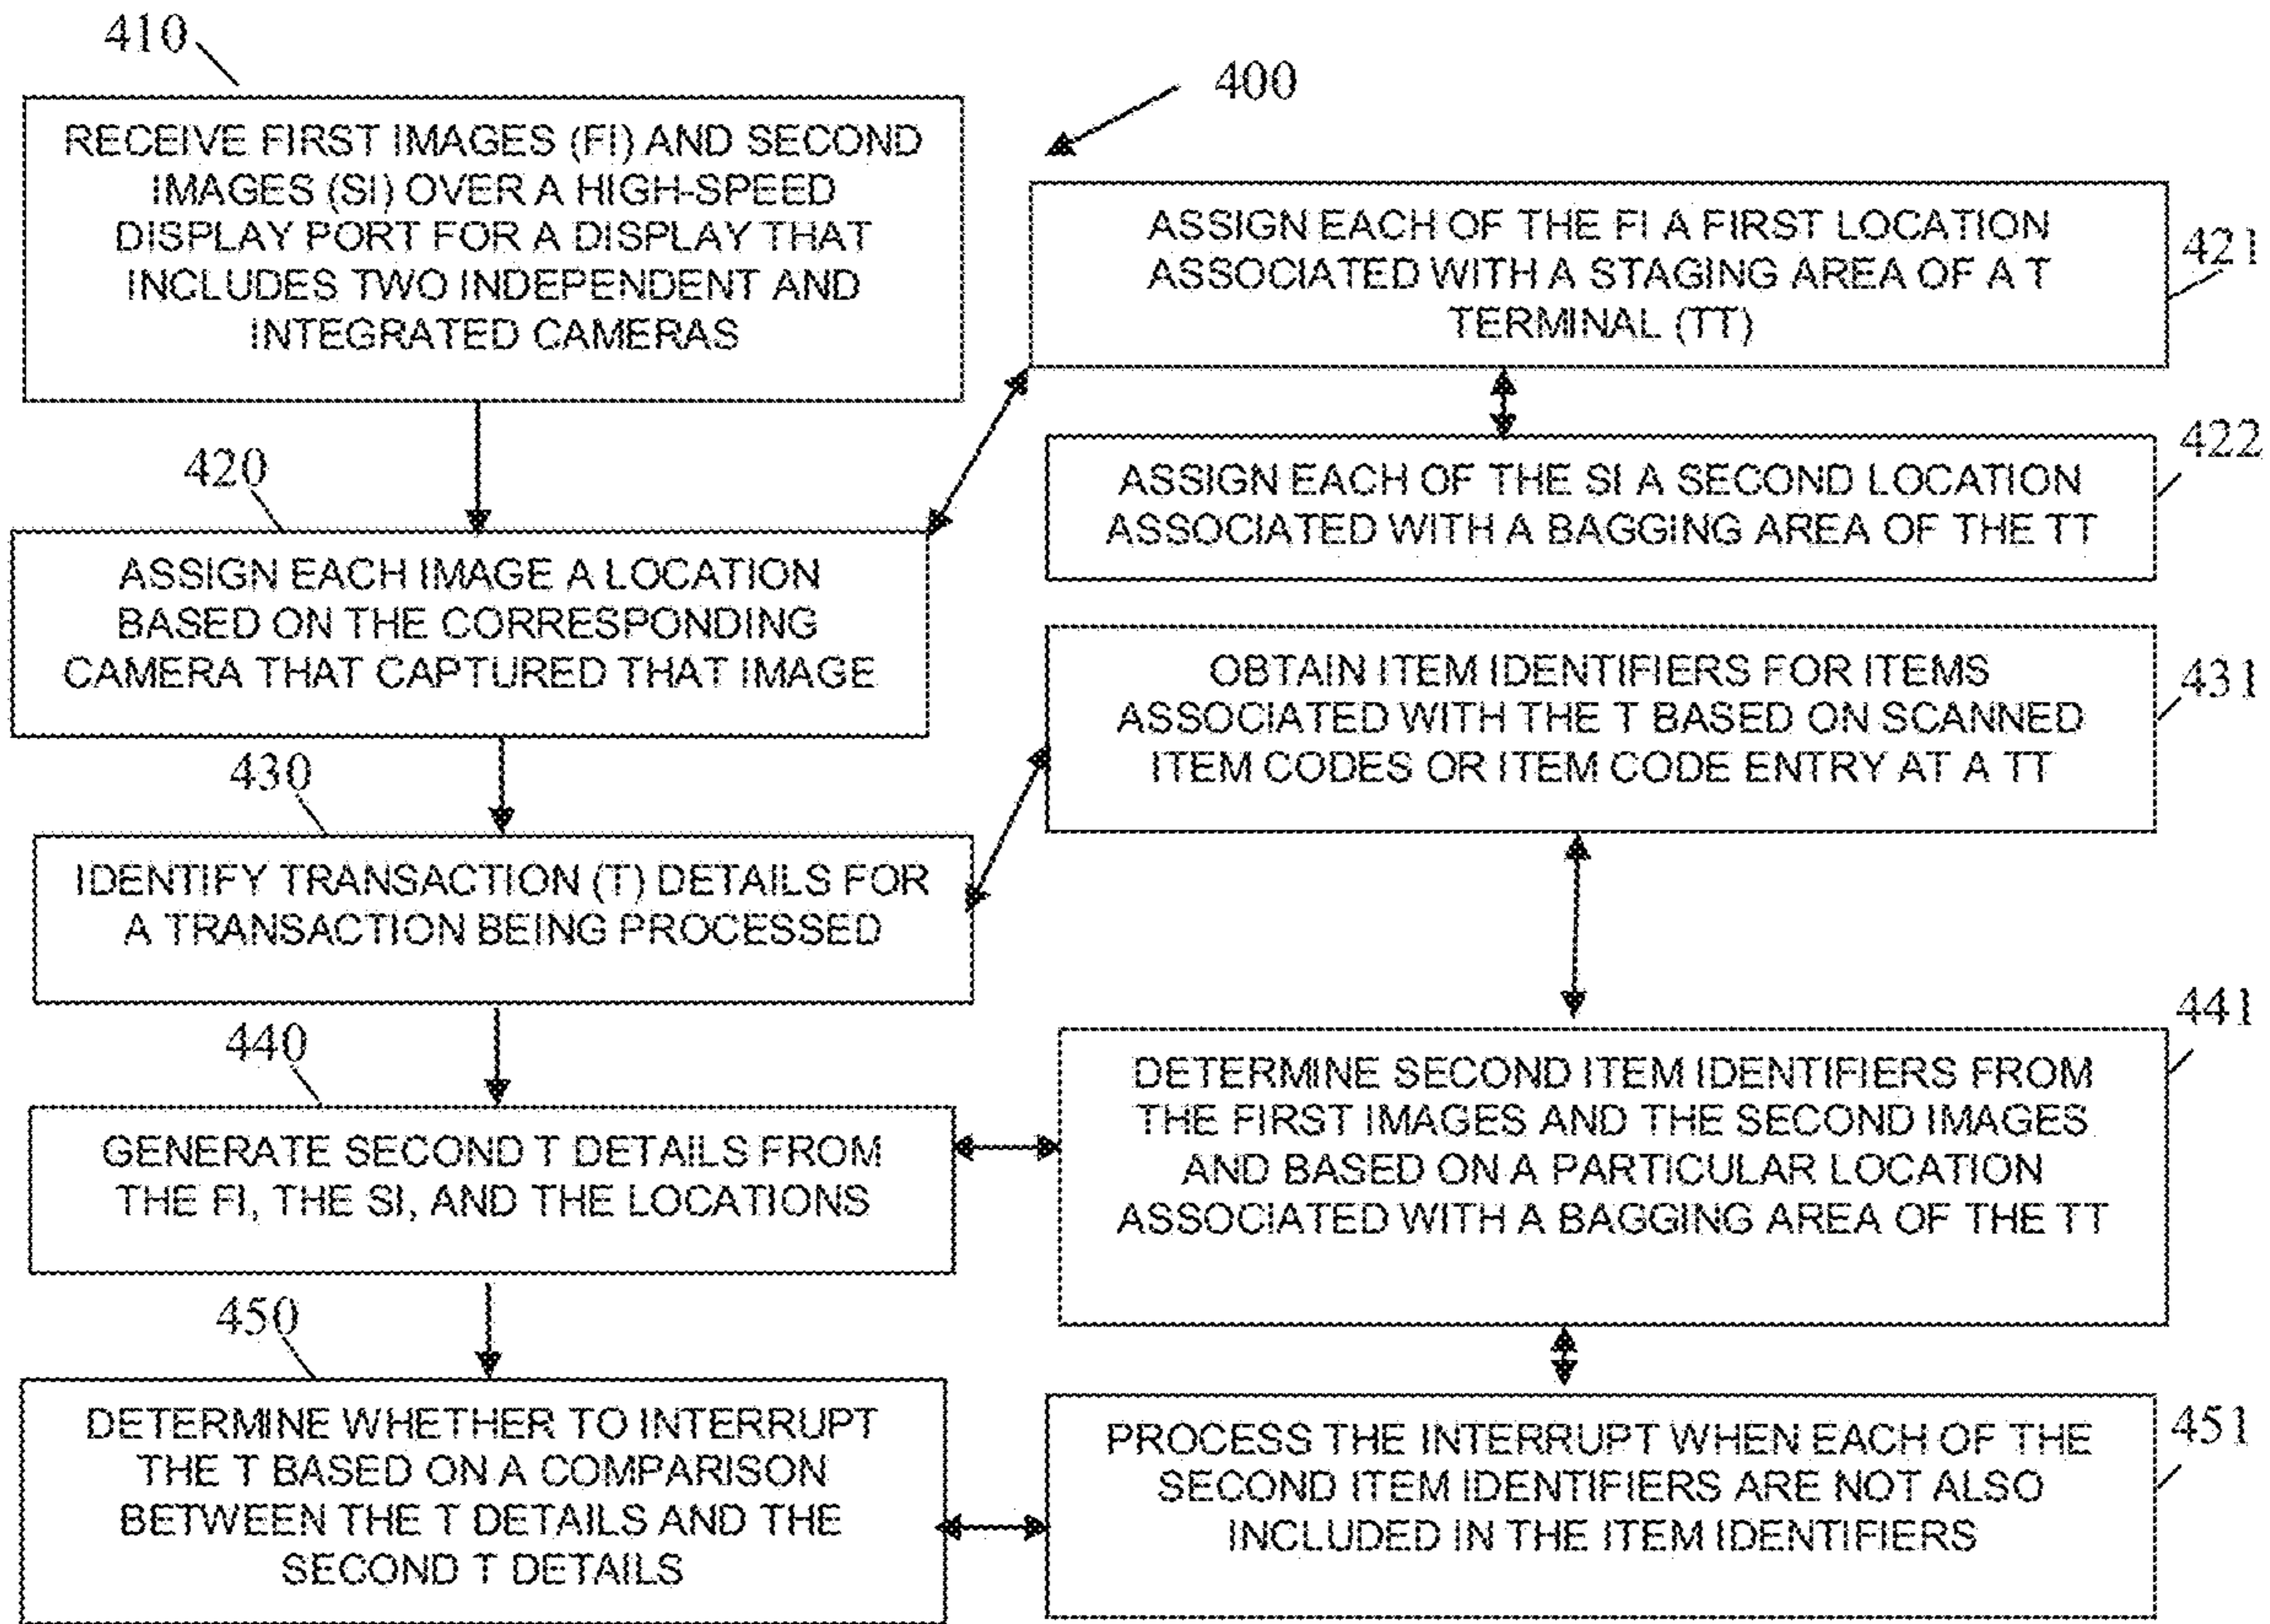 410
400
RECEIVE FIRST IMAGES (FI) AND SECOND
IMAGES (SI) OVER A HIGH-SPEED
DISPLAY PORT FOR A DISPLAY THAT
INCLUDES TWO INDEPENDENT AND
INTEGRATED CAMERAS
ASSIGN EACH OF THE FI A FIRST LOCATION
ASSOCIATED WITH A STAGING AREA OF A T
TERMINAL (TT)
421
ASSIGN EACH OF THE SI A SECOND LOCATION
ASSOCIATED WITH A BAGGING AREA OF THE TT
422
420
ASSIGN EACH IMAGE A LOCATION
BASED ON THE CORRESPONDING
CAMERA THAT CAPTURED THAT IMAGE
OBTAIN ITEM IDENTIFIERS FOR ITEMS
ASSOCIATED WITH THE T BASED ON SCANNED
ITEM CODES OR ITEM CODE ENTRY AT A TT
431
430
IDENTIFY TRANSACTION (T) DETAILS FOR
A TRANSACTION BEING PROCESSED
440
GENERATE SECOND T DETAILS FROM
THE FI, THE SI, AND THE LOCATIONS
441
DETERMINE SECOND ITEM IDENTIFIERS FROM
THE FIRST IMAGES AND THE SECOND IMAGES
AND BASED ON A PARTICULAR LOCATION
ASSOCIATED WITH A BAGGING AREA OF THE TT
450
DETERMINE WHETHER TO INTERRUPT
THE T BASED ON A COMPARISON
BETWEEN THE T DETAILS AND THE
SECOND T DETAILS
PROCESS THE INTERRUPT WHEN EACH OF THE
SECOND ITEM IDENTIFIERS ARE NOT ALSO
INCLUDED IN THE ITEM IDENTIFIERS
451